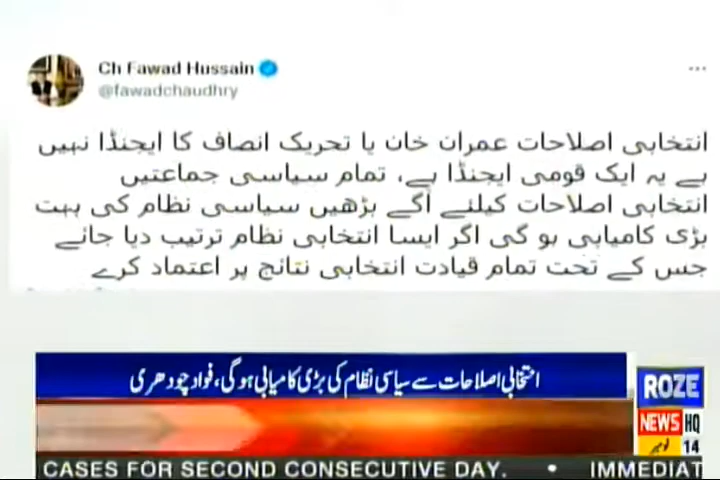 Ch Fawad Hussain
@fawadchaudhry
انتخابی اصلاحات عمران خان یا تحریک انصاف کا ایجنڈا نہیں
ہے یہ ایک قومی ایجنڈا ہے، تمام سیاسی جماعتیں
انتخابی اصلاحات کیلئے آگے بڑھیں سیاسی نظام کی بہت
بڑی کامیابی ہو گی اگر ایسا انتخابی نظام ترتیب دیا جائے
جس کے تحت تمام قیادت انتخابی نتائج پر اعتماد کرے
انتخابی اصلاحات سے سیاسی نظام کی بڑی کامیابی ہوگی، فواد چودھری
ROZE
NEWS HQ
14 نومبر
CASES FOR SECOND CONSECUTIVE DAY. • IMMEDIAT